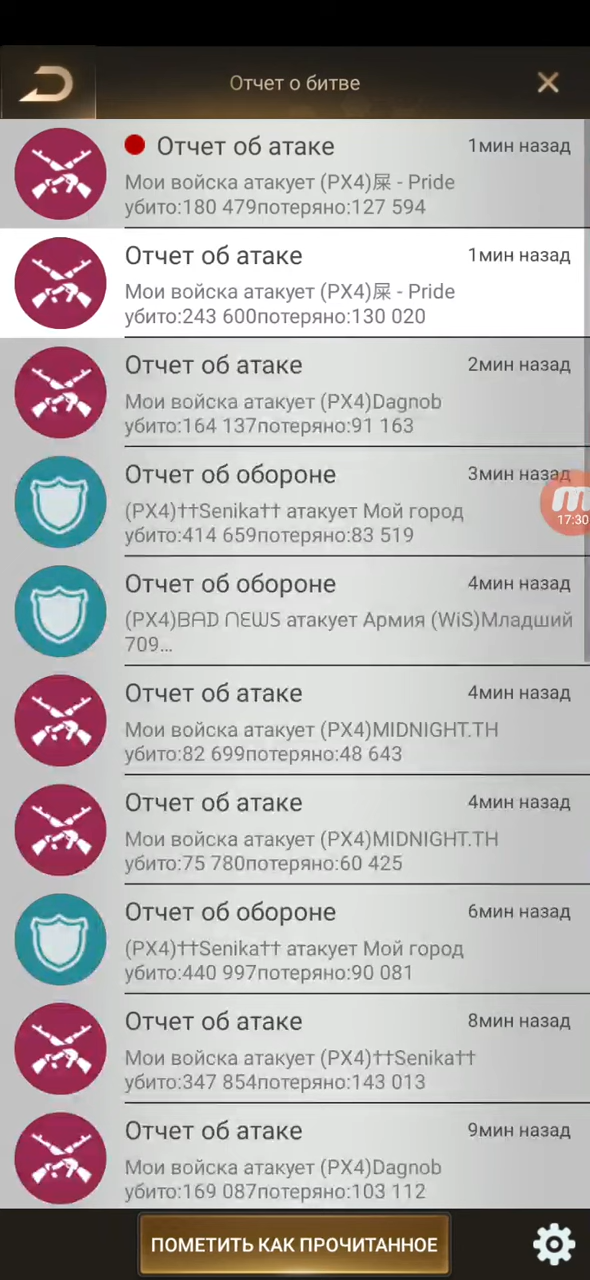 Отчет о битве
Отчет об атаке 1мин назад
Мои войска атакует (PX4)屎 - Pride
убито:180 479потеряно:127 594
Отчет об атаке 1мин назад
Мои войска атакует (PX4)屎 - Pride
убито:243 600потеряно:130 020
Отчет об атаке 2мин назад
Мои войска атакует (PX4)Dagnob
убито:164 137потеряно:91 163
Отчет об обороне 3мин назад
(PX4)††Senika†† атакует Мой город
убито:414 659потеряно:83 519
17:30
Отчет об обороне 4мин назад
(PX4)BAD NEWS атакует Армия (WiS)Младший
709...
Отчет об атаке 4мин назад
Мои войска атакует (PX4)MIDNIGHT.TH
убито:82 699потеряно:48 643
Отчет об атаке 4мин назад
Мои войска атакует (PX4)MIDNIGHT.TH
убито:75 780потеряно:60 425
Отчет об обороне 6мин назад
(PX4)††Senika†† атакует Мой город
убито:440 997потеряно:90 081
Отчет об атаке 8мин назад
Мои войска атакует (PX4)††Senika††
убито:347 854потеряно:143 013
Отчет об атаке 9мин назад
Мои войска атакует (PX4)Dagnob
убито:169 087потеряно:103 112
ПОМЕТИТЬ КАК ПРОЧИТАННОЕ